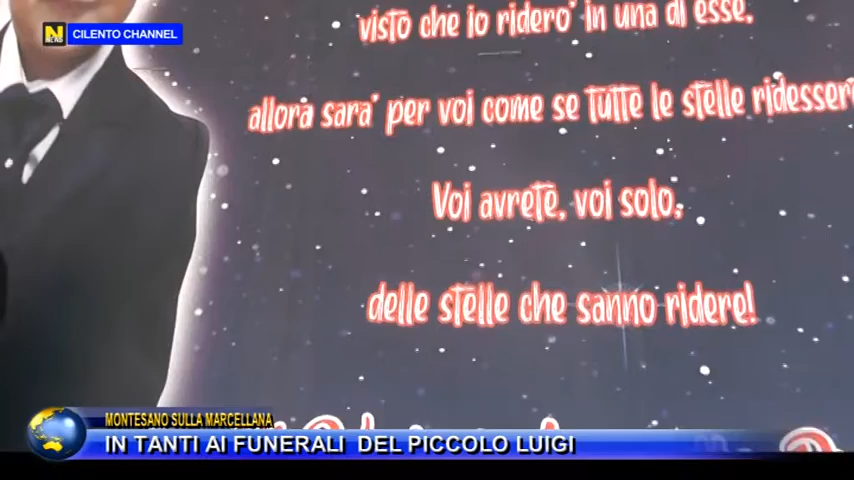 CILENTO CHANNEL
visto che io ridero' in una di esse,
allora sara' per voi come se tutte le stelle ridessero
Voi avrete, voi solo,
delle stelle che sanno ridere!
MONTESANO SULLA MARCELLANA
IN TANTI AI FUNERALI DEL PICCOLO LUIGI